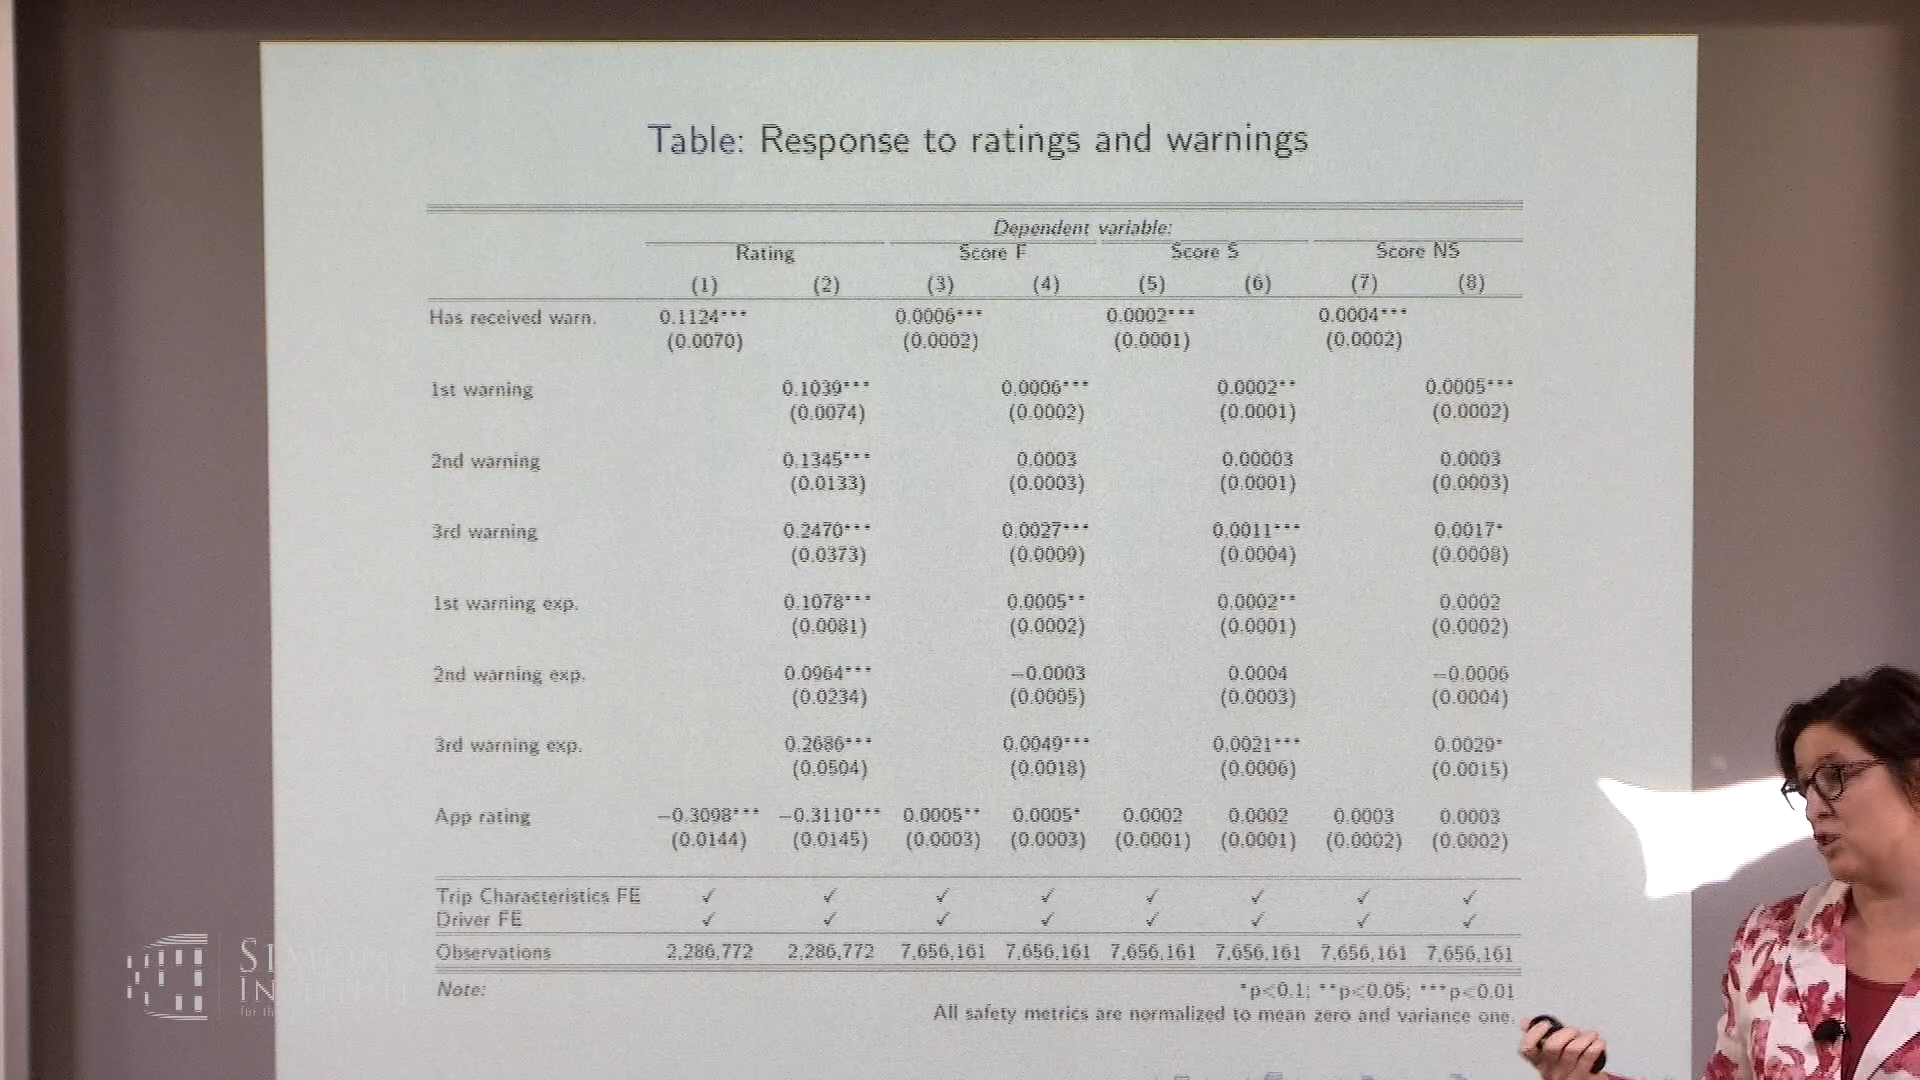 Table: Response to ratings and warnings
Dependent variable:
Rating Score F Score S Score NS
(1) (2) (3) (4) (5) (6) (7) (8)
Has received warn. 0.1124*** 0.0006*** 0.0002*** 0.0004***
(0.0070) (0.0002) (0.0001) (0.0002)
1st warning 0.1039*** 0.0006*** 0.0002** 0.0005***
(0.0074) (0.0002) (0.0001) (0.0002)
2nd warning 0.1345*** 0.0003 0.00003 0.0003
(0.0133) (0.0003) (0.0001) (0.0003)
3rd warning 0.2470*** 0.0027*** 0.0011*** 0.0017*
(0.0373) (0.0009) (0.0004) (0.0008)
1st warning exp. 0.1078*** 0.0005** 0.0002** 0.0002
(0.0081) (0.0002) (0.0001) (0.0002)
2nd warning exp. 0.0964*** −0.0003 0.0004 −0.0006
(0.0234) (0.0005) (0.0003) (0.0004)
3rd warning exp. 0.2686*** 0.0049*** 0.0021*** 0.0029*
(0.0504) (0.0018) (0.0006) (0.0015)
App rating −0.3098*** −0.3110*** 0.0005** 0.0005* 0.0002 0.0002 0.0003 0.0003
(0.0144) (0.0145) (0.0003) (0.0003) (0.0001) (0.0001) (0.0002) (0.0002)
Trip Characteristics FE ✓ ✓ ✓ ✓ ✓ ✓ ✓ ✓
Driver FE ✓ ✓ ✓ ✓ ✓ ✓ ✓ ✓
Observations 2,286,772 2,286,772 7,656,161 7,656,161 7,656,161 7,656,161 7,656,161 7,656,161
Note: *p<0.1; **p<0.05; ***p<0.01
All safety metrics are normalized to mean zero and variance one.
SIMONS
INSTITUTE